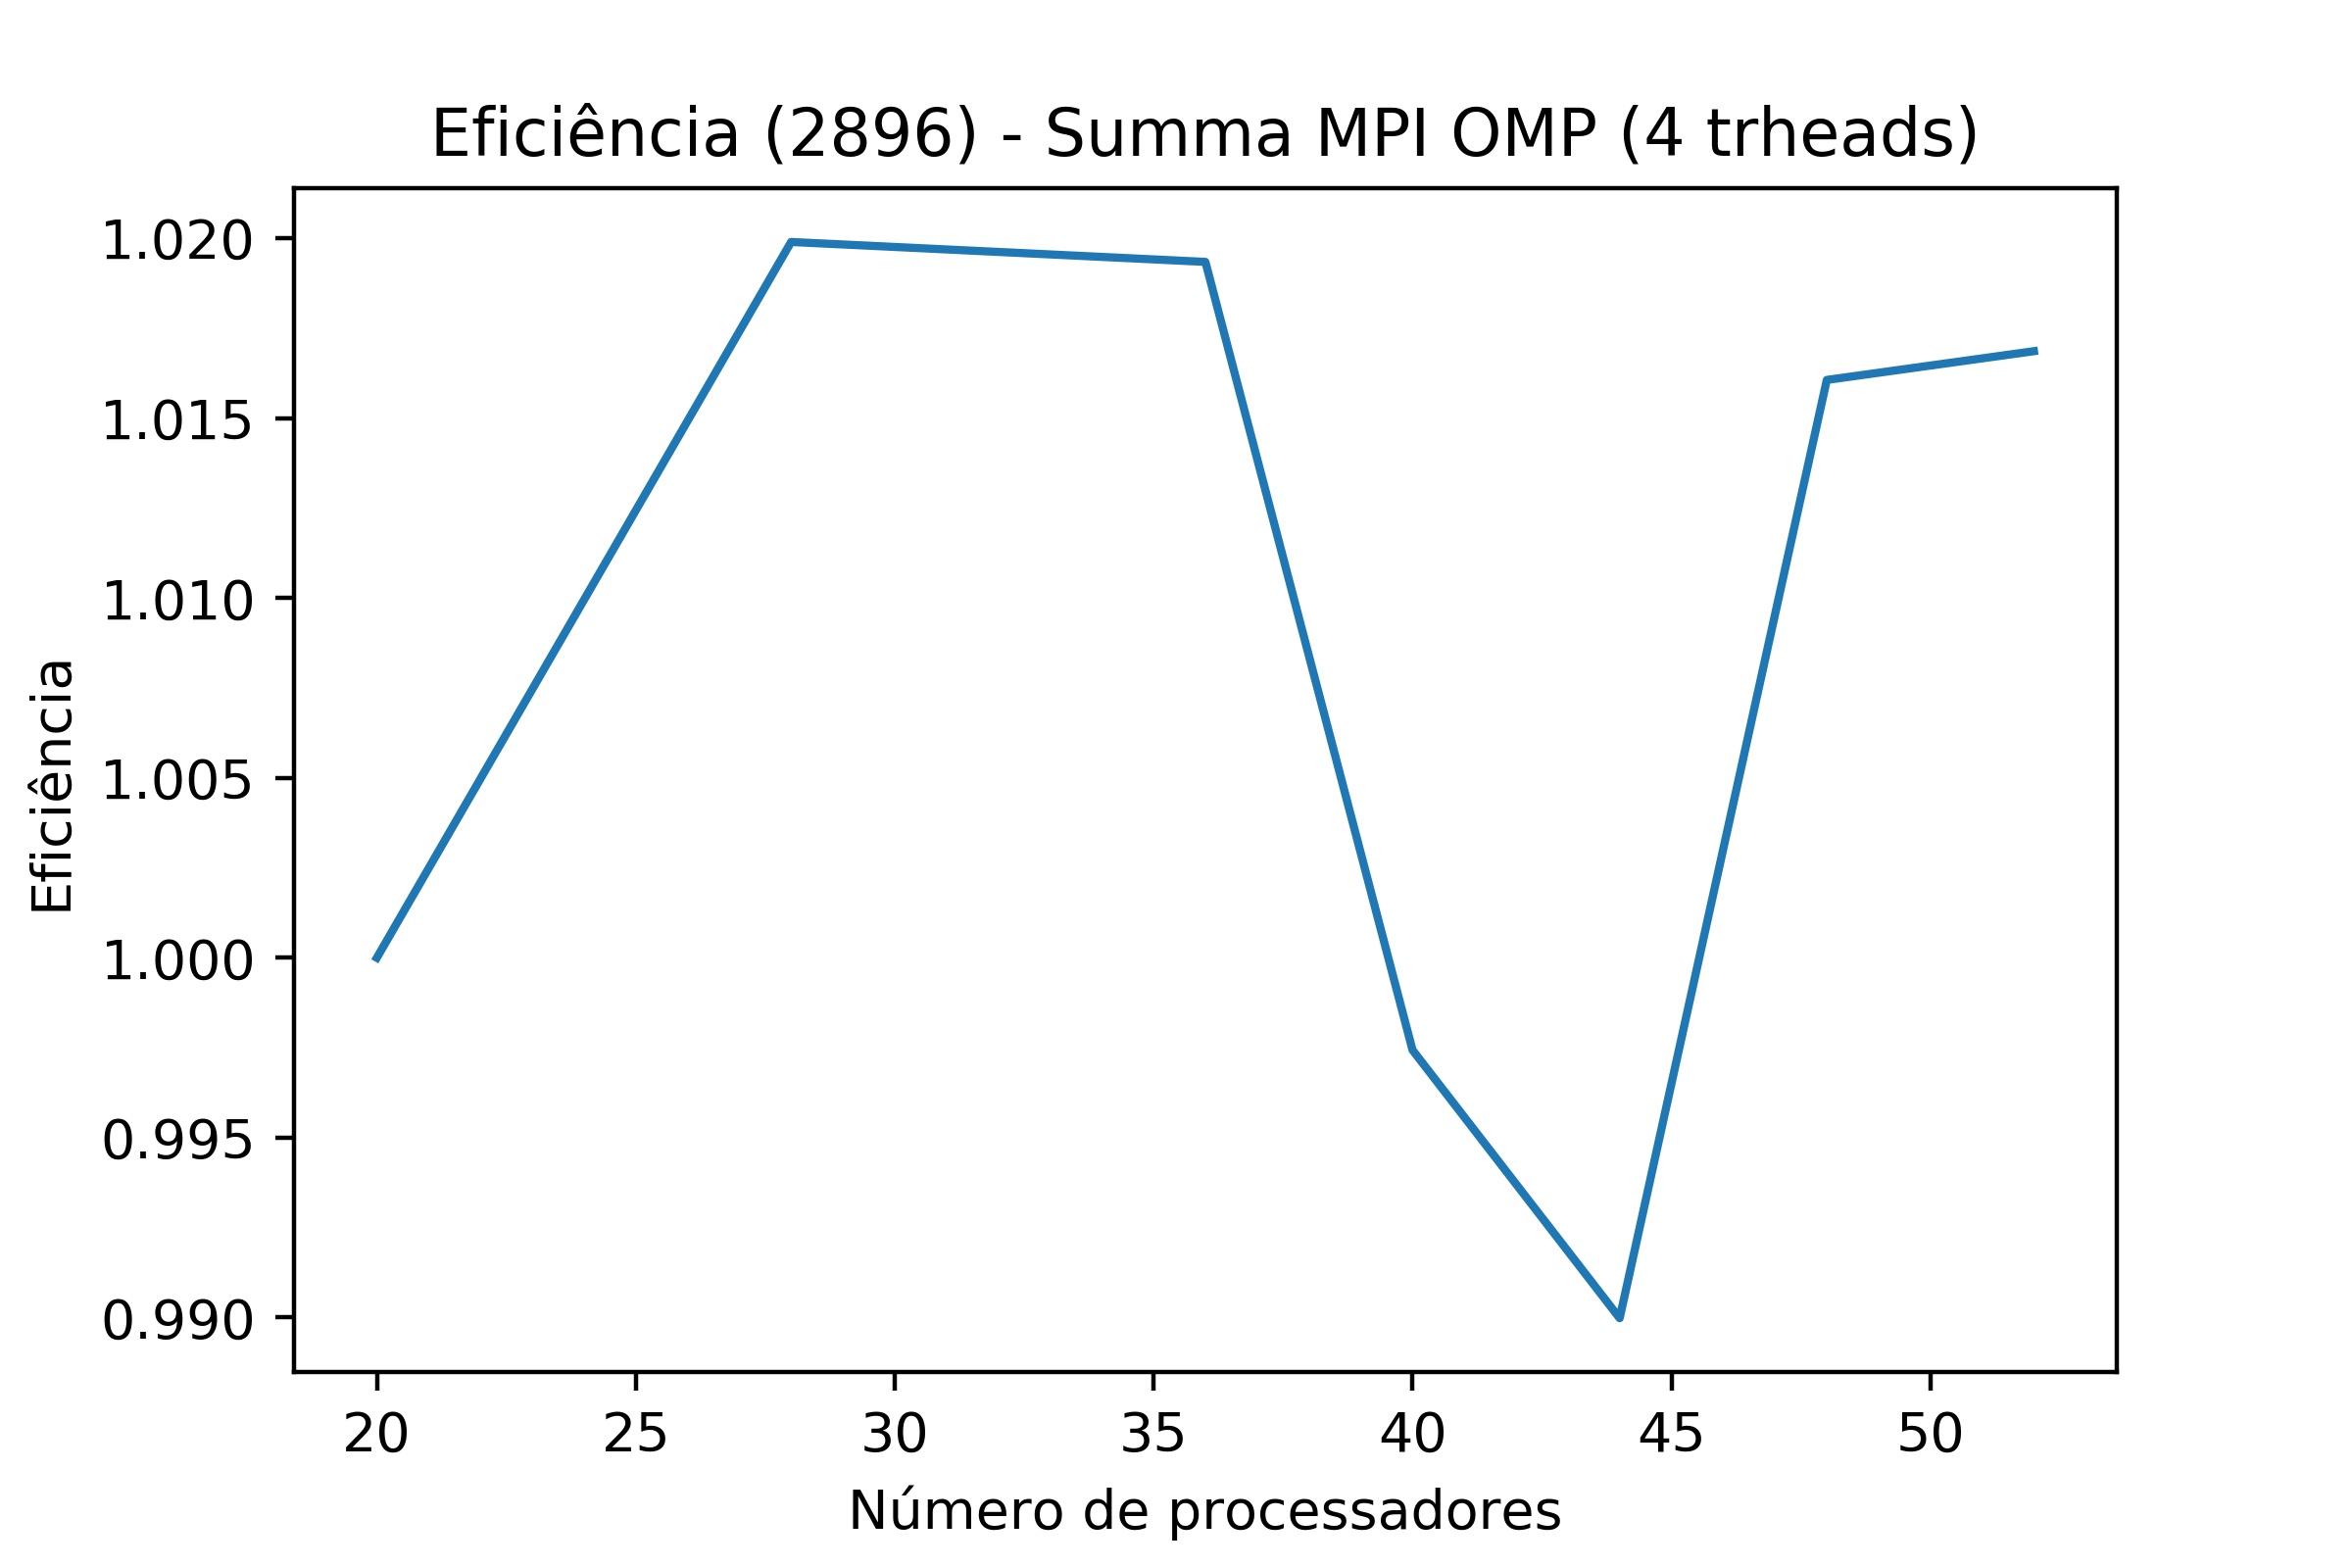 Eficiência (2896) - Summa MPI OMP (4 trheads)
1.020
1.015
1.010
1.005
1.000
0.995
0.990
Eficiência
20 25 30 35 40 45 50
Número de processadores